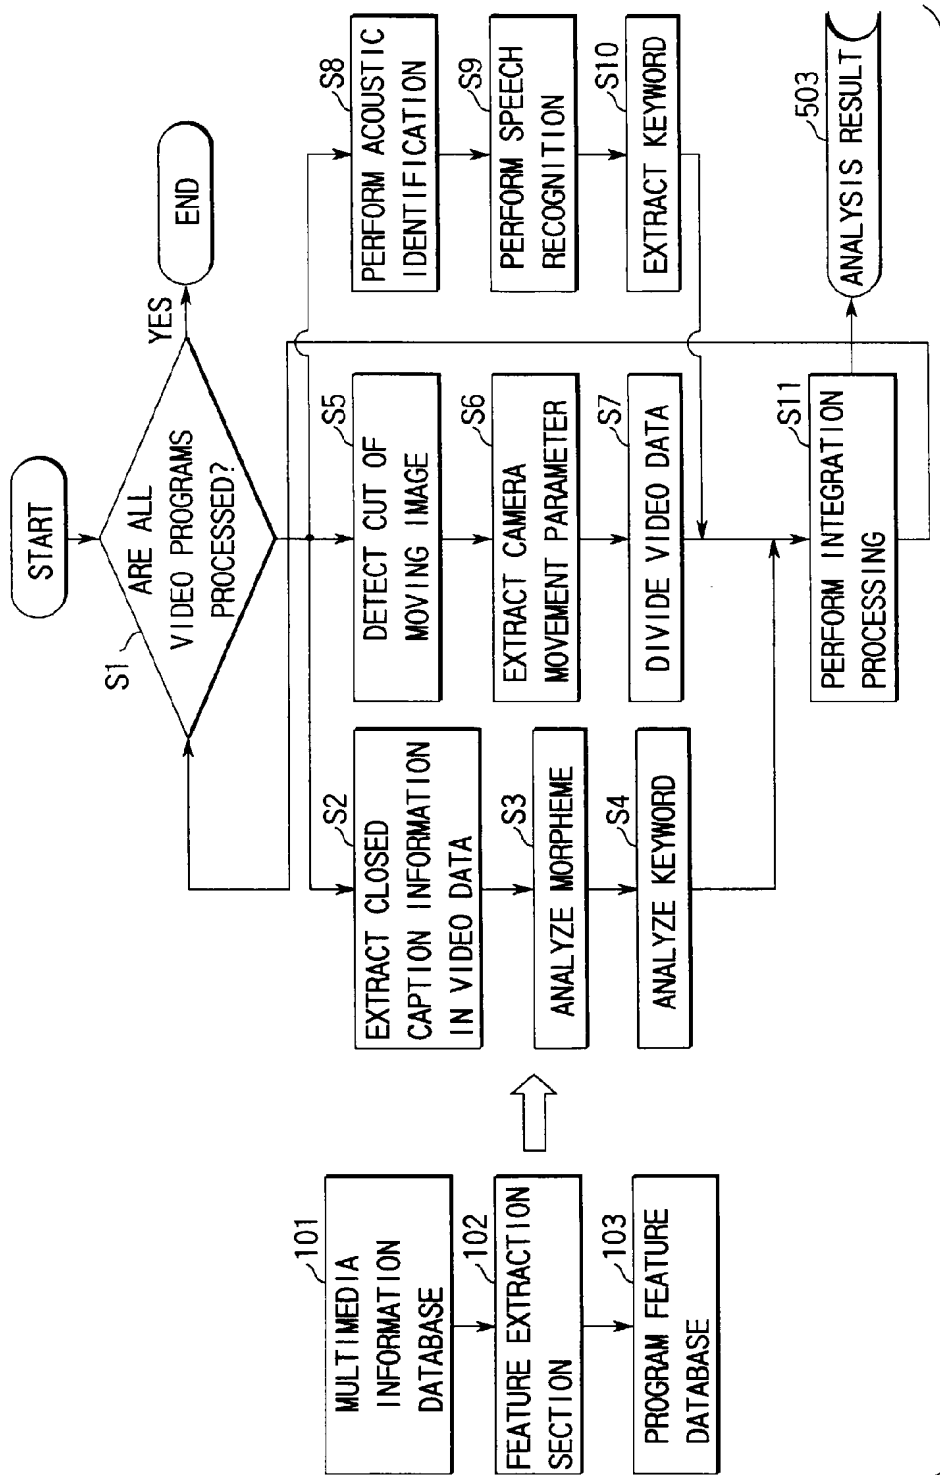 101
MULTIMEDIA
INFORMATION
DATABASE
102
FEATURE EXTRACTION
SECTION
103
PROGRAM FEATURE
DATABASE
START
S1
ARE ALL
VIDEO PROGRAMS
PROCESSED?
YES
END
S2
EXTRACT CLOSED
CAPTION INFORMATION
IN VIDEO DATA
S3
ANALYZE MORPHEME
S4
ANALYZE KEYWORD
S5
DETECT CUT OF
MOVING IMAGE
S6
EXTRACT CAMERA
MOVEMENT PARAMETER
S7
DIVIDE VIDEO DATA
S8
PERFORM ACOUSTIC
IDENTIFICATION
S9
PERFORM SPEECH
RECOGNITION
S10
EXTRACT KEYWORD
S11
PERFORM INTEGRATION
PROCESSING
503
ANALYSIS RESULT